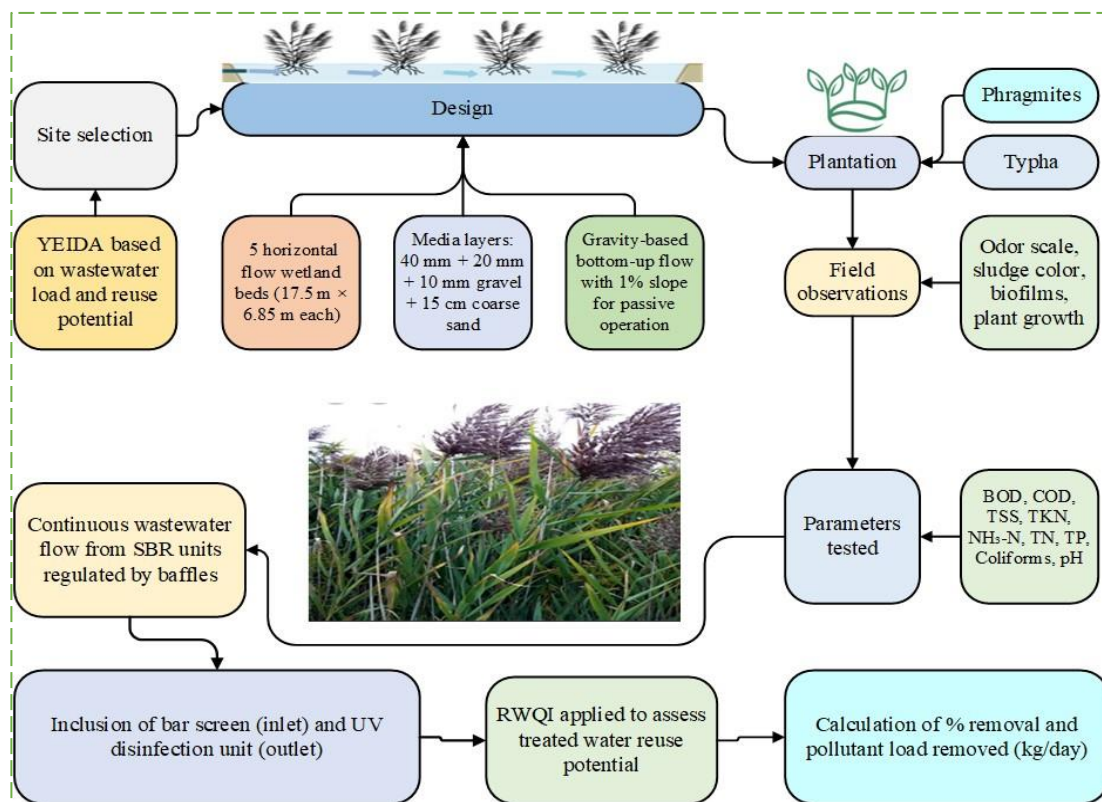 Site selection
Design
Plantation
Phragmites
Typha
YEIDA based
on wastewater
load and reuse
potential
5 horizontal
flow wetland
beds (17.5 m ×
6.85 m each)
Media layers:
40 mm + 20 mm
+ 10 mm gravel
+ 15 cm coarse
sand
Gravity-based
bottom-up flow
with 1% slope
for passive
operation
Field
observations
Odor scale,
sludge color,
biofilms,
plant growth
Continuous wastewater
flow from SBR units
regulated by baffles
Parameters
tested
BOD, COD,
TSS, TKN,
NH₃-N, TN, TP,
Coliforms, pH
Inclusion of bar screen (inlet) and UV
disinfection unit (outlet)
RWQI applied to assess
treated water reuse
potential
Calculation of % removal and
pollutant load removed (kg/day)